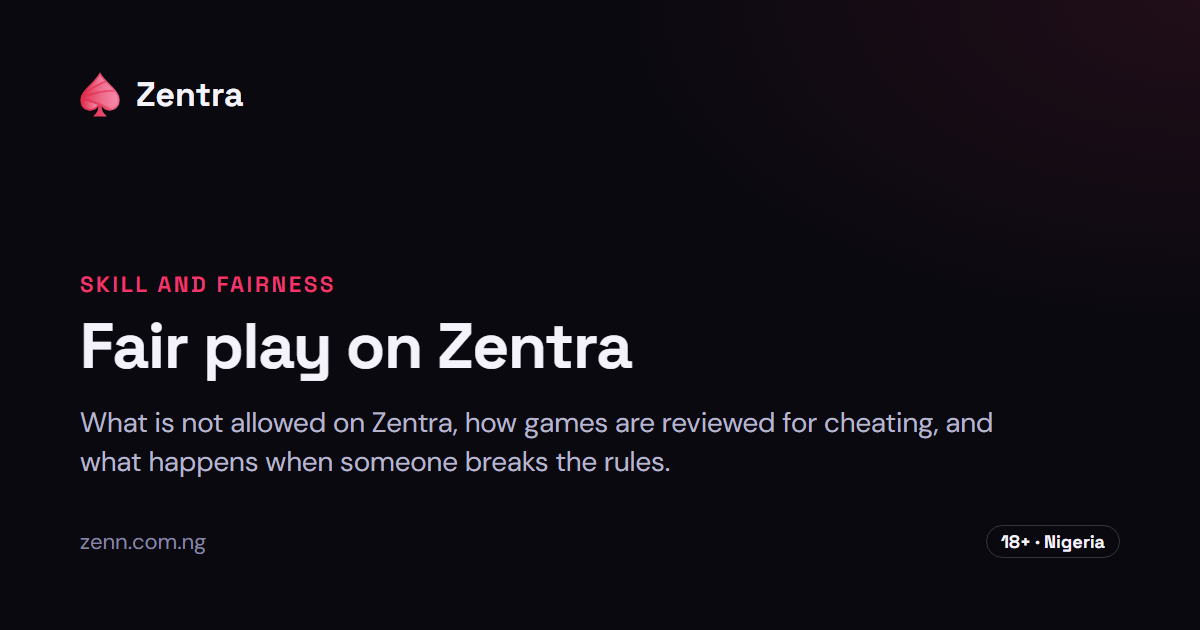 Zentra
SKILL AND FAIRNESS
Fair play on Zentra
What is not allowed on Zentra, how games are reviewed for cheating, and
what happens when someone breaks the rules.
zenn.com.ng
18+ · Nigeria